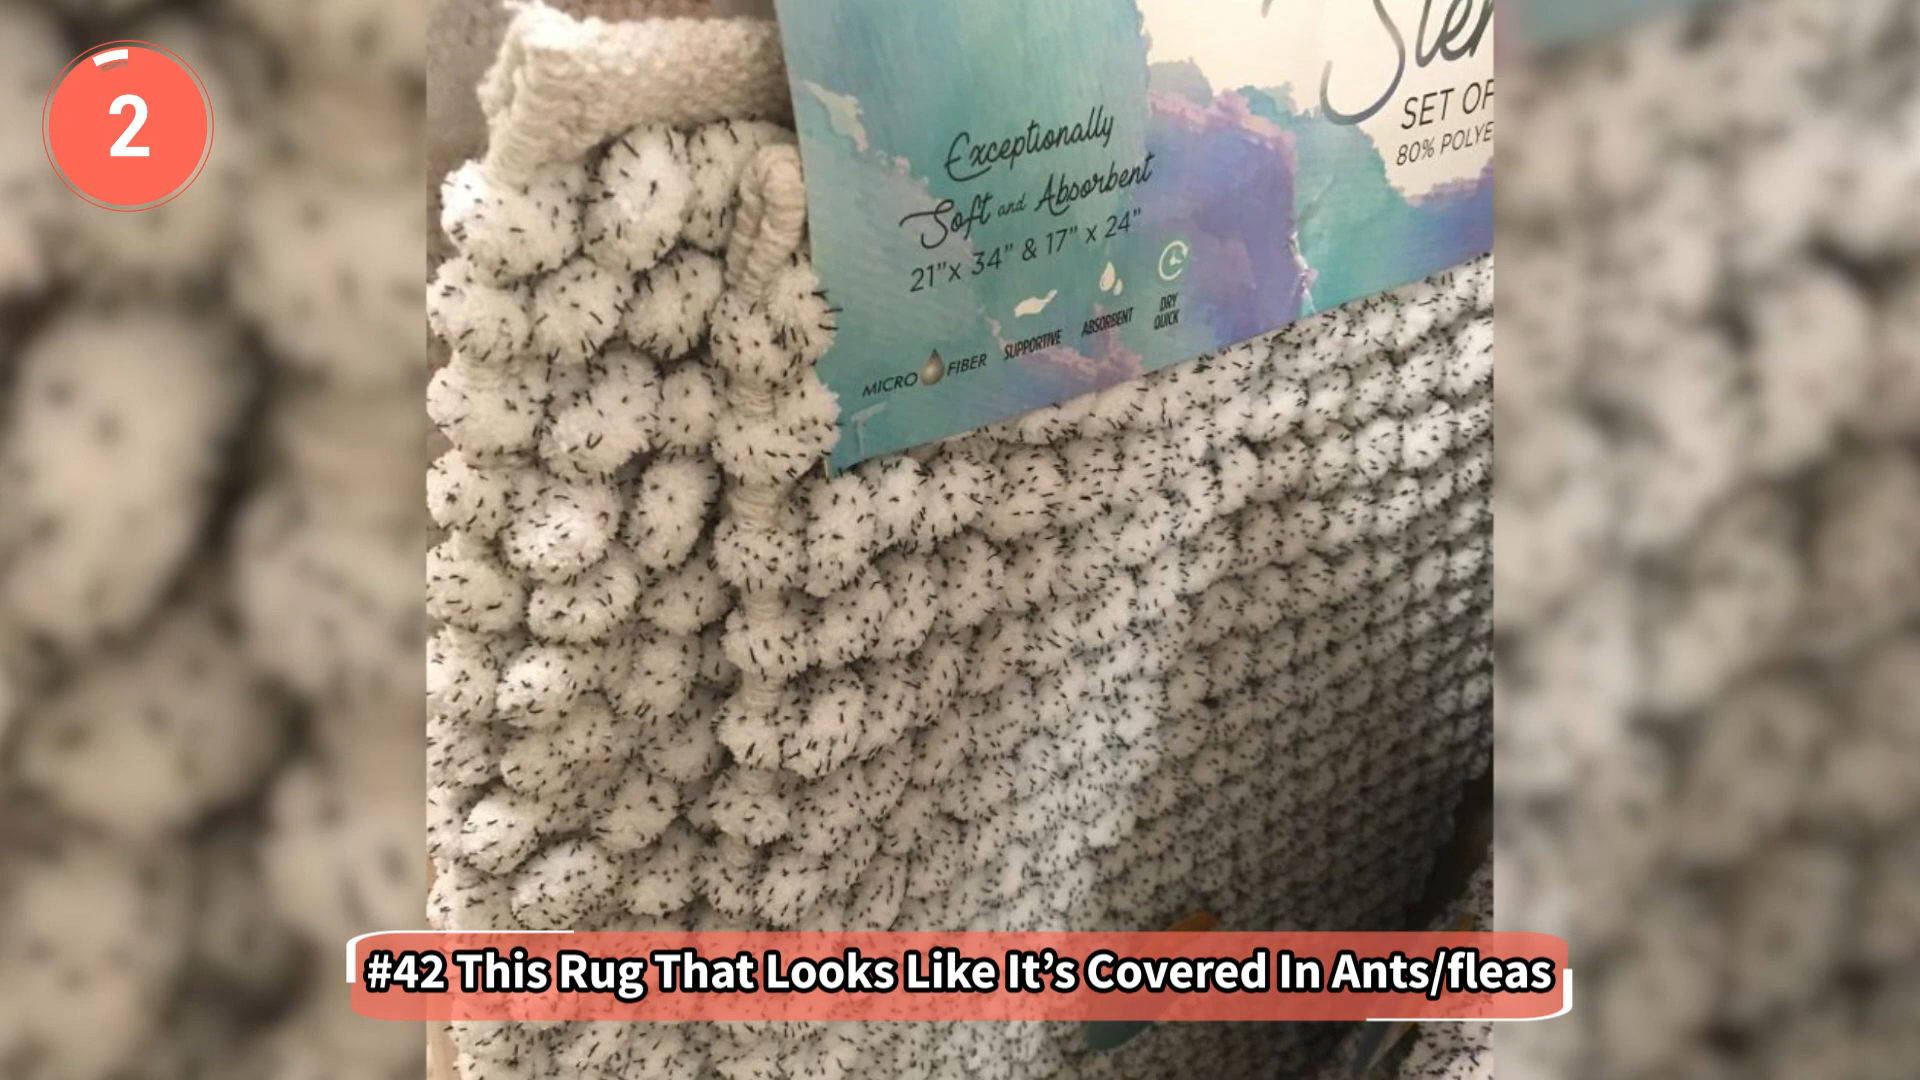 2
SET OF
80%
Exceptionally
Soft and Absorbent
21"x 34" & 17" x 24"
MICRO FIBER
SUPPORTIVE
ABSORBENT
DRY
QUICK
#42 This Rug That Looks Like It's Covered In Ants/fleas